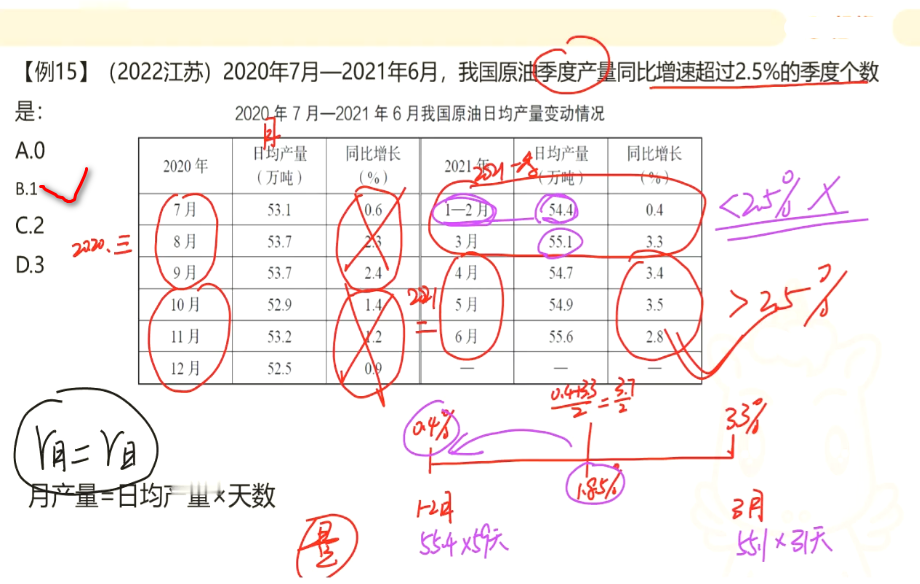 【例15】（2022江苏）2020年7月—2021年6月，我国原油季度产量同比增速超过2.5%的季度个数
是：
2020 年 7 月—2021 年 6 月我国原油日均产量变动情况
A.0
B.1
C.2
D.3
月
2020 年 日均产量（万吨） 同比增长（%） 2021 年 日均产量（万吨） 同比增长（%）
2021 一
7 月 53.1 0.6 1—2 月 54.4 0.4
8 月 53.7 2.3 3 月 55.1 3.3
9 月 53.7 2.4 4 月 54.7 3.4
10 月 52.9 1.4 5 月 54.9 3.5
11 月 53.2 1.2 6 月 55.6 2.8
12 月 52.5 0.9 — — —
2020. 三
2021
二
<2.5% X
>2.5%
0.4+3.3/2=3.7/2
0.4% 3.3%
1.85%
r月=r日
月产量=日均产量×天数
1-2月 3月
55.4×59天 55.1×31天
量